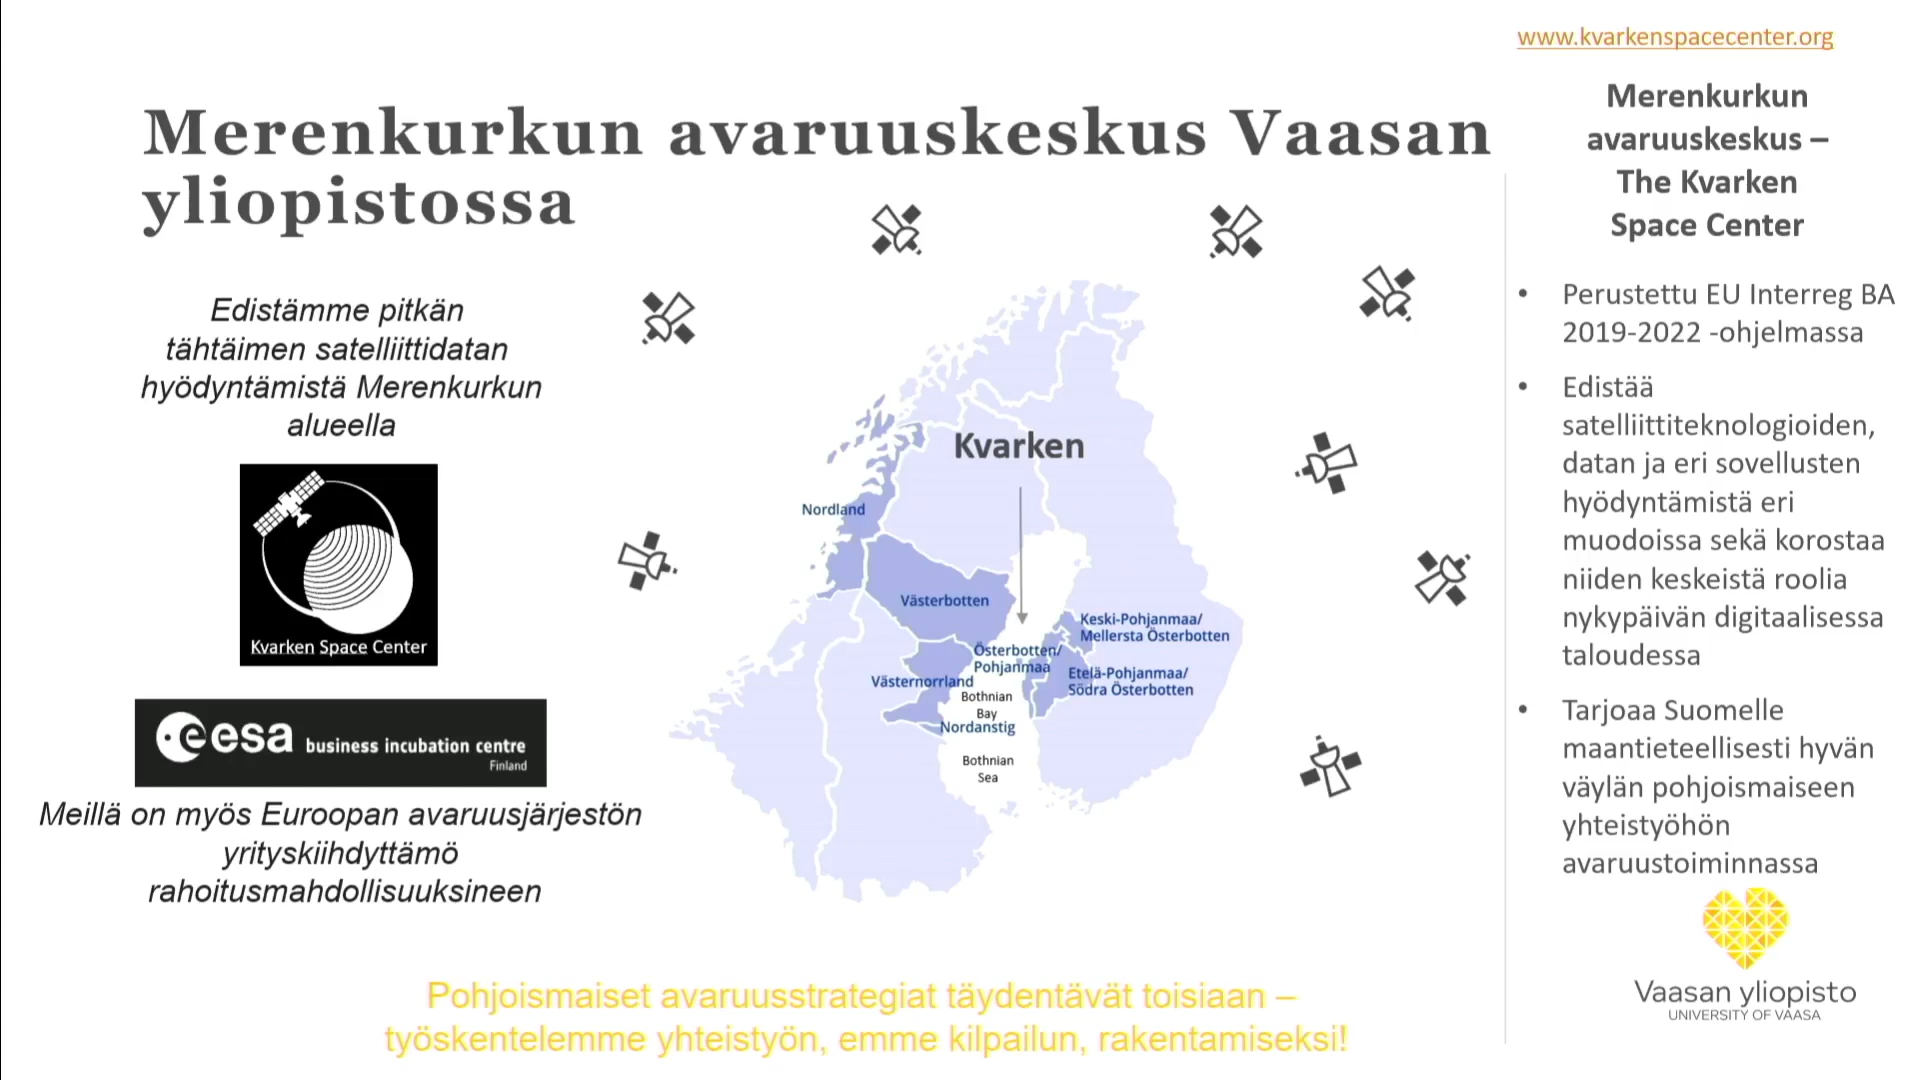 www.kvarkenspacecenter.org
Merenkurkun avaruuskeskus Vaasan
yliopistossa
Edistämme pitkän
tähtäimen satelliittidatan
hyödyntämistä Merenkurkun
alueella
Kvarken Space Center
esa business incubation centre
Finland
Meillä on myös Euroopan avaruusjärjestön
yrityskiihdyttämö
rahoitusmahdollisuuksineen
Kvarken
Nordland
Västerbotten
Keski-Pohjanmaa/
Mellersta Österbotten
Österbotten/
Pohjanmaa
Etelä-Pohjanmaa/
Södra Österbotten
Västernorrland
Bothnian
Bay
Nordanstig
Bothnian
Sea
Merenkurkun
avaruuskeskus –
The Kvarken
Space Center
• Perustettu EU Interreg BA
2019-2022 -ohjelmassa
• Edistää
satelliittiteknologioiden,
datan ja eri sovellusten
hyödyntämistä eri
muodoissa sekä korostaa
niiden keskeistä roolia
nykypäivän digitaalisessa
taloudessa
• Tarjoaa Suomelle
maantieteellisesti hyvän
väylän pohjoismaiseen
yhteistyöhön
avaruustoiminnassa
Vaasan yliopisto
UNIVERSITY OF VAASA
Pohjoismaiset avaruusstrategiat täydentävät toisiaan –
työskentelemme yhteistyön, emme kilpailun, rakentamiseksi!